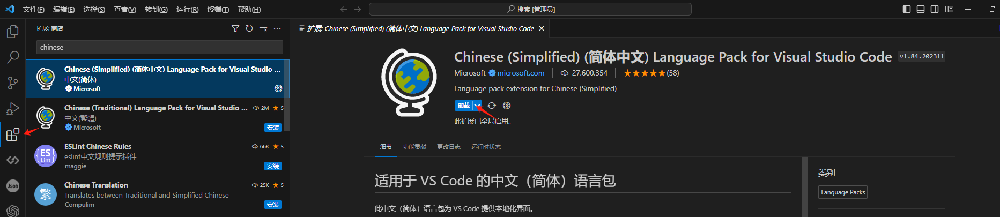 文件(F) 编辑(E) 选择(S) 查看(V) 转到(G) 运行(R) 终端(T) 帮助(H)
搜索 [管理员]
扩展: 商店
chinese
Chinese (Simplified) (简体中文) Language Pack for Visual Studio ...
中文(简体)
Microsoft
Chinese (Traditional) Language Pack for Visual Studio ... 2M ★ 5
中文(繁體)
Microsoft 安装
ES Lint
ESLint Chinese Rules 66K ★ 5
eslint中文规则提示插件
maggie 安装
繁
Chinese Translation 25K ★ 5
Translates between Traditional and Simplified Chinese
Compulim 安装
Json
扩展: Chinese (Simplified) (简体中文) Language Pack for Visual Studio Code
Chinese (Simplified) (简体中文) Language Pack for Visual Studio Code v1.84.202311
Microsoft microsoft.com 27,600,354 ★★★★★(58)
Language pack extension for Chinese (Simplified)
卸载
此扩展已全局启用。
细节 功能贡献 更改日志 运行时状态
适用于 VS Code 的中文（简体）语言包
此中文（简体）语言包为 VS Code 提供本地化界面。
类别
Language Packs